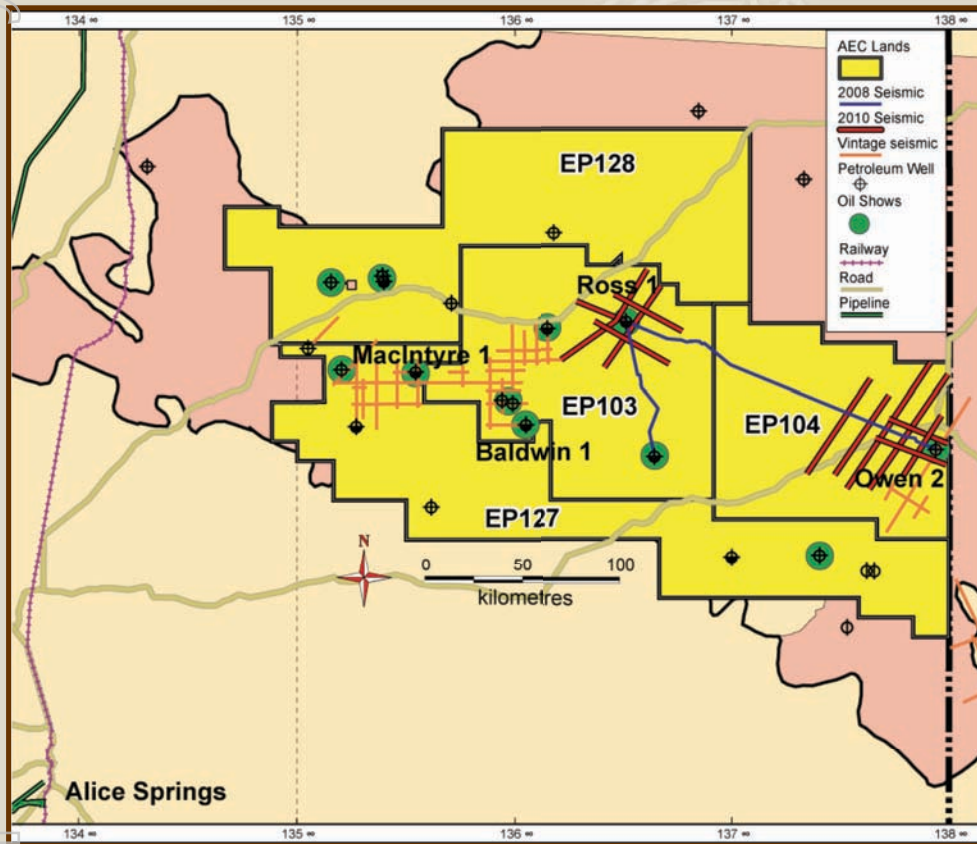 134 ∞ 135 ∞ 136 ∞ 137 ∞ 138 ∞
AEC Lands
2008 Seismic
2010 Seismic
Vintage seismic
Petroleum Well
Oil Shows
Railway
Road
Pipeline
EP128
Ross 1
MacIntyre 1
EP103
EP104
Baldwin 1
Owen 2
EP127
N
0 50 100
kilometres
Alice Springs
134 ∞ 135 ∞ 136 ∞ 137 ∞ 138 ∞